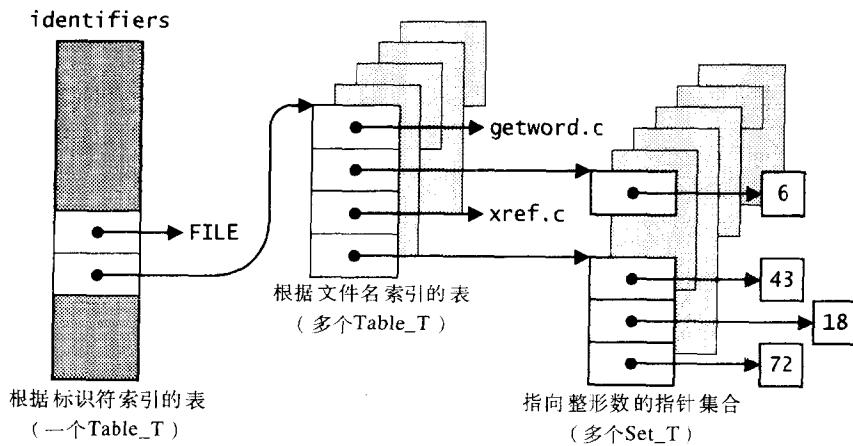 identifiers
FILE
getword.c
xref.c
6
43
18
72
根据标识符索引的表
（一个Table_T）
根据文件名索引的表
（多个Table_T）
指向整形数的指针集合
（多个Set_T）